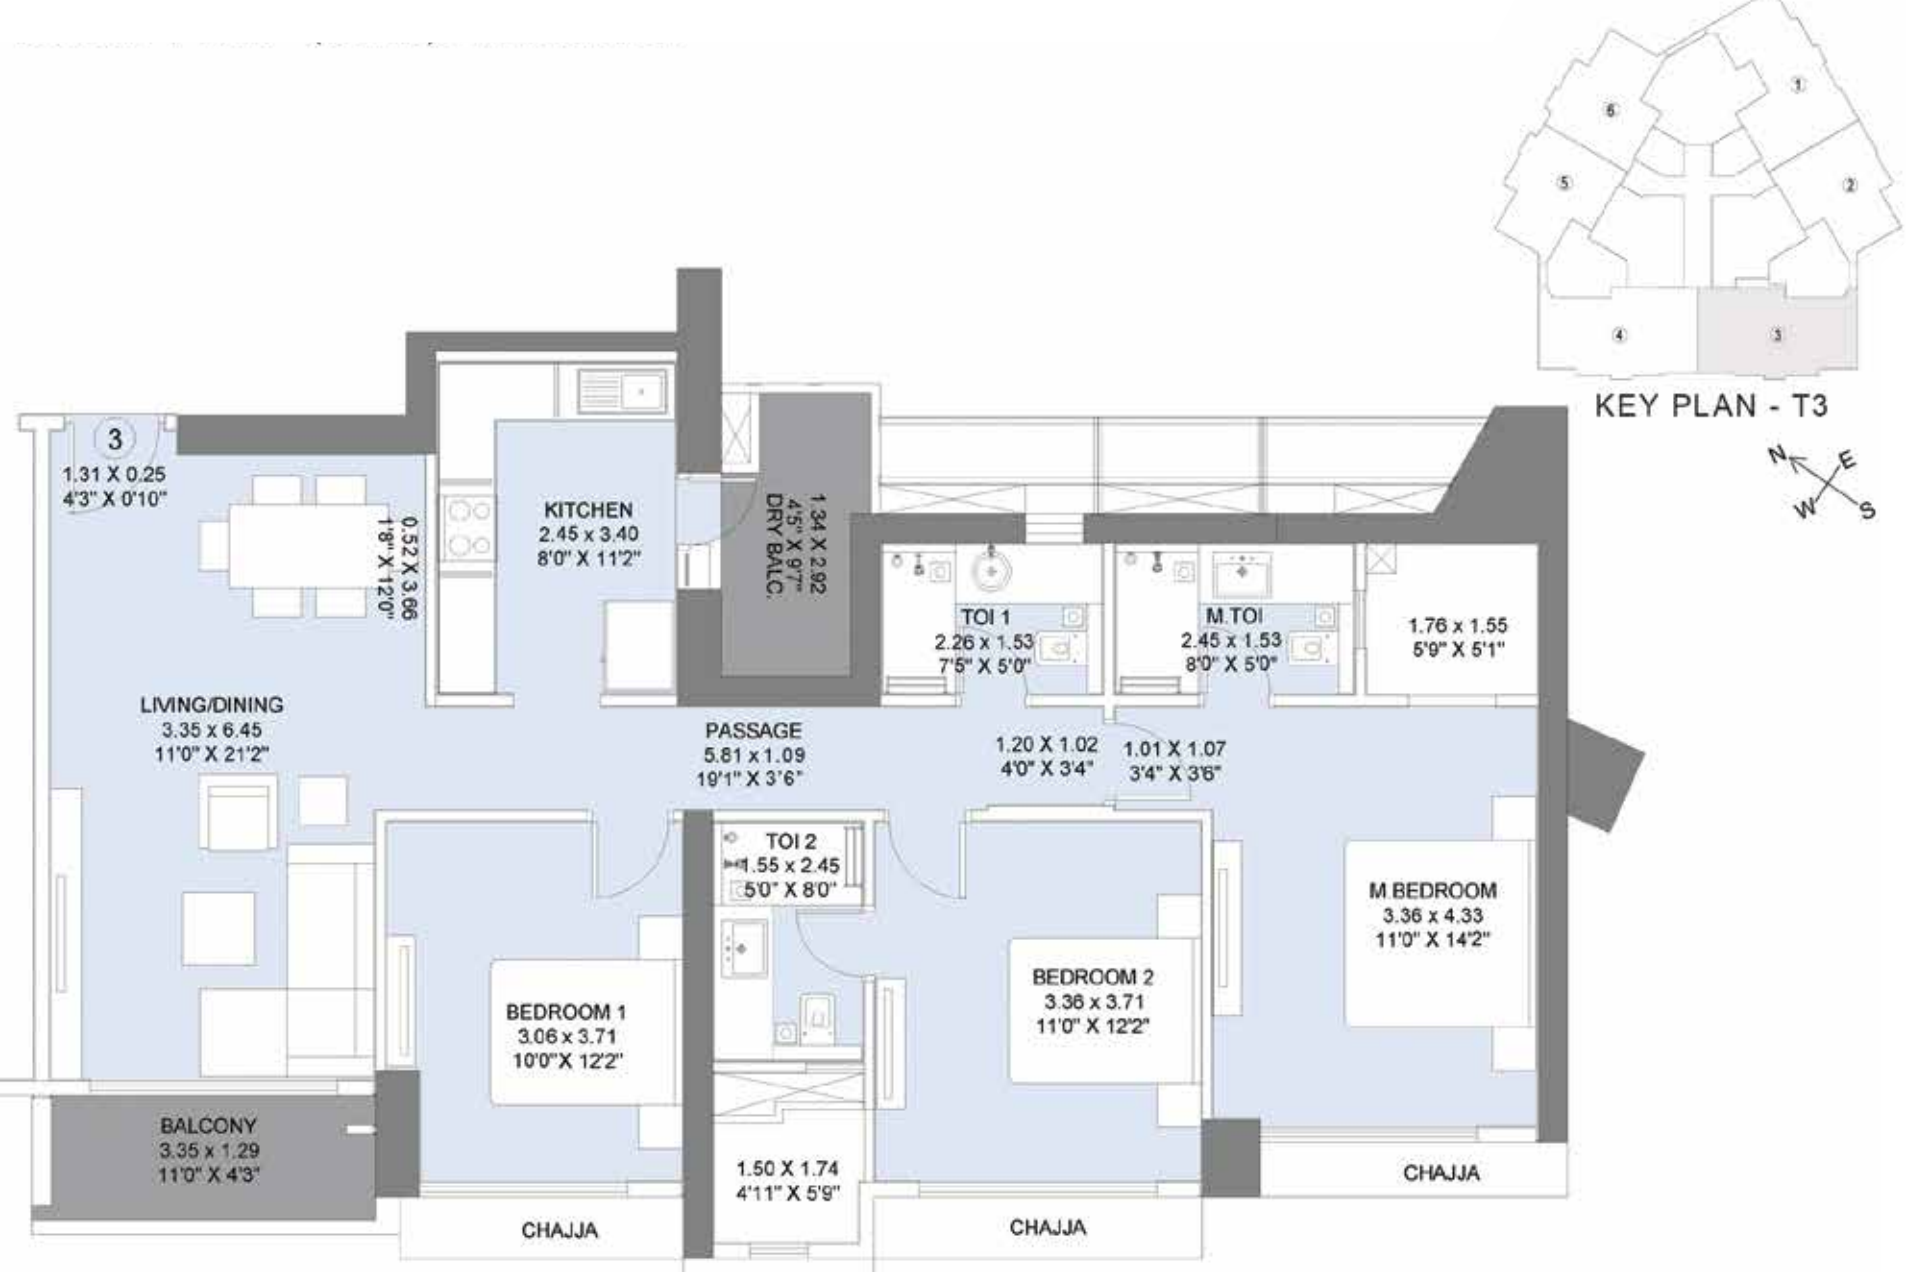 6
1
5
2
4
3
KEY PLAN - T3
N
E
W
S
3
1.31 X 0.25
4'3" X 0'10"
0.52 X 3.66
1'8" X 12'0"
KITCHEN
2.45 x 3.40
8'0" X 11'2"
1.34 X 2.92
4'5" X 9'7"
DRY BALC.
TOI 1
2.26 x 1.53
7'5" X 5'0"
M.TOI
2.45 x 1.53
8'0" X 5'0"
1.76 x 1.55
5'9" X 5'1"
LIVING/DINING
3.35 x 6.45
11'0" X 21'2"
PASSAGE
5.81 x 1.09
19'1" X 3'6"
1.20 X 1.02
4'0" X 3'4"
1.01 X 1.07
3'4" X 3'6"
TOI 2
1.55 x 2.45
5'0" X 8'0"
M.BEDROOM
3.36 x 4.33
11'0" X 14'2"
BEDROOM 1
3.06 x 3.71
10'0"X 12'2"
BEDROOM 2
3.36 x 3.71
11'0" X 12'2"
BALCONY
3.35 x 1.29
11'0" X 4'3"
1.50 X 1.74
4'11" X 5'9"
CHAJJA
CHAJJA
CHAJJA